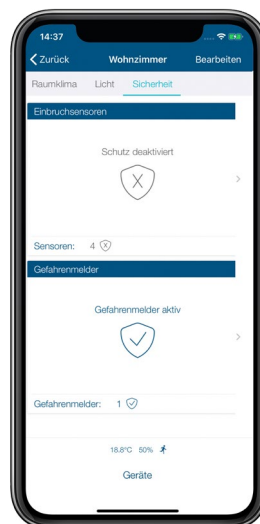 14:37
Zurück Wohnzimmer Bearbeiten
Raumklima Licht Sicherheit
Einbruchsensoren
Schutz deaktiviert
Sensoren: 4
Gefahrenmelder
Gefahrenmelder aktiv
Gefahrenmelder: 1
18.8°C 50%
Geräte